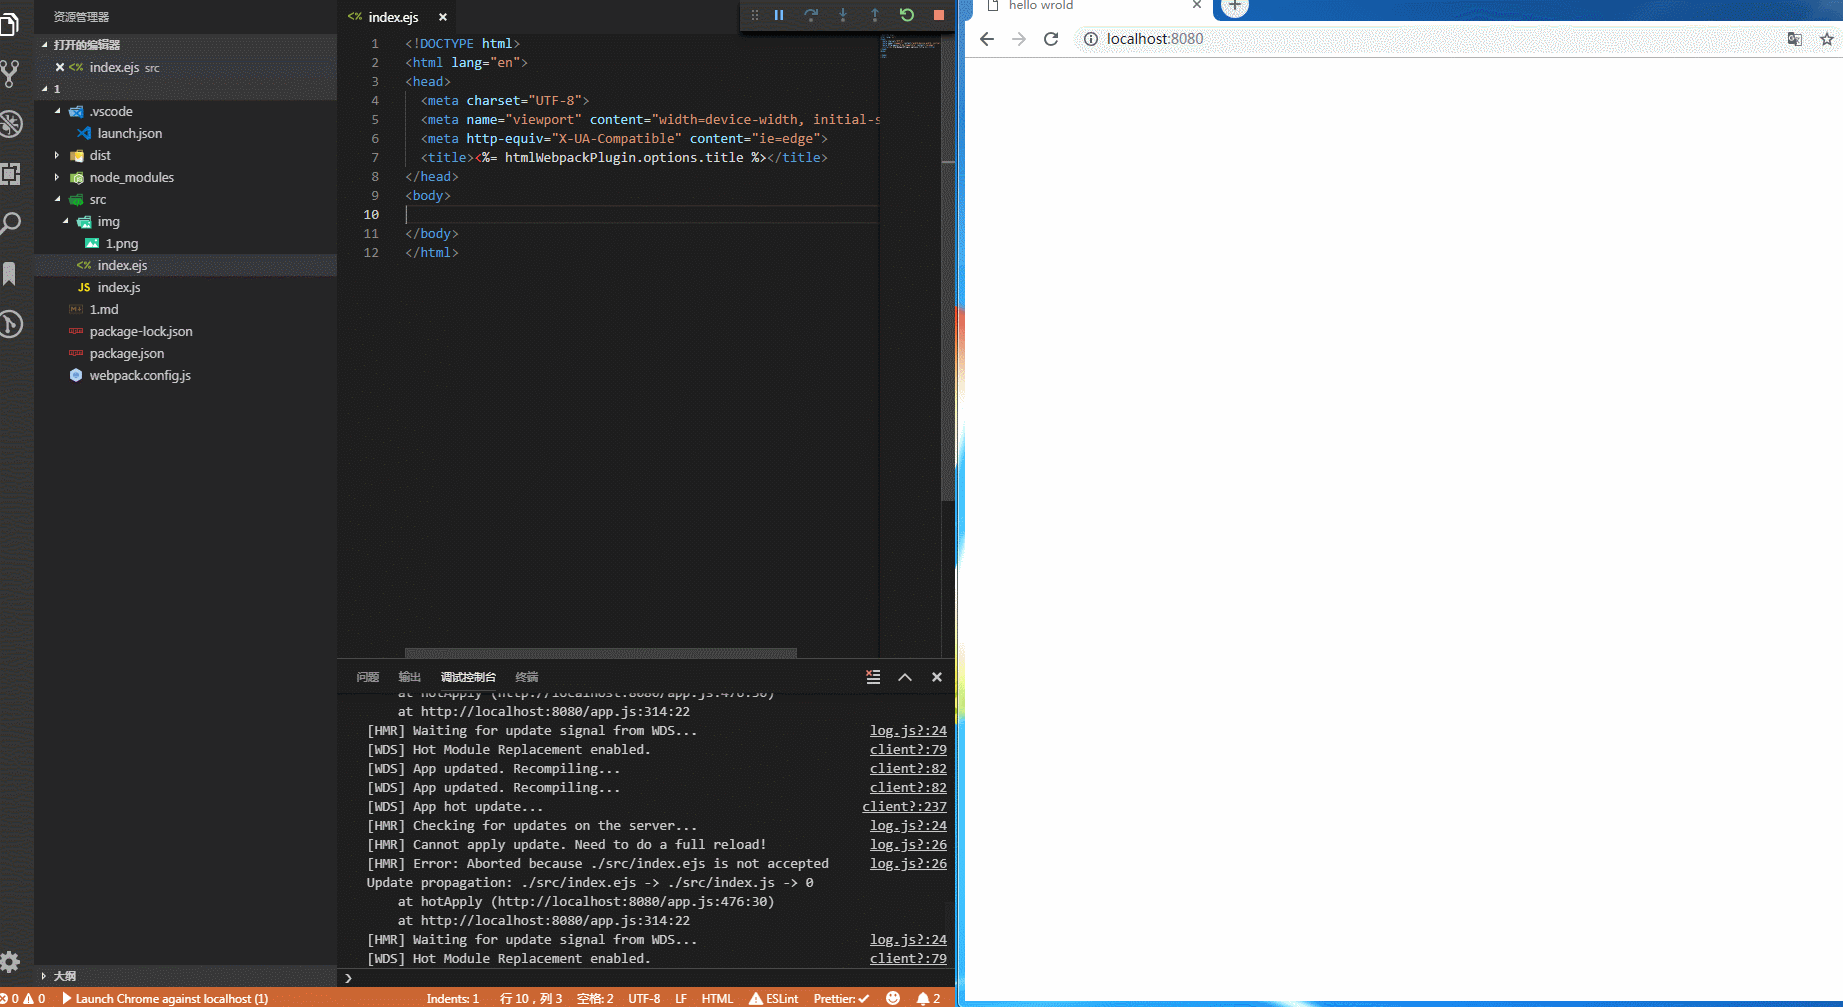 资源管理器
打开的编辑器
index.ejs src
1
.vscode
launch.json
dist
node_modules
src
img
1.png
index.ejs
JS index.js
1.md
package-lock.json
package.json
webpack.config.js
大纲
index.ejs
1 <!DOCTYPE html>
2 <html lang="en">
3 <head>
4 <meta charset="UTF-8">
5 <meta name="viewport" content="width=device-width, initial-s
6 <meta http-equiv="X-UA-Compatible" content="ie=edge">
7 <title><%= htmlWebpackPlugin.options.title %></title>
8 </head>
9 <body>
10
11 </body>
12 </html>
问题 输出 调试控制台 终端
at hotApply (http://localhost:8080/app.js:476:30)
at http://localhost:8080/app.js:314:22
[HMR] Waiting for update signal from WDS... log.js?:24
[WDS] Hot Module Replacement enabled. client?:79
[WDS] App updated. Recompiling... client?:82
[WDS] App updated. Recompiling... client?:82
[WDS] App hot update... client?:237
[HMR] Checking for updates on the server... log.js?:24
[HMR] Cannot apply update. Need to do a full reload! log.js?:26
[HMR] Error: Aborted because ./src/index.ejs is not accepted log.js?:26
Update propagation: ./src/index.ejs -> ./src/index.js -> 0
at hotApply (http://localhost:8080/app.js:476:30)
at http://localhost:8080/app.js:314:22
[HMR] Waiting for update signal from WDS... log.js?:24
[WDS] Hot Module Replacement enabled. client?:79
0 0 Launch Chrome against localhost (1) Indents: 1 行 10，列 3 空格: 2 UTF-8 LF HTML ESLint Prettier: 2
hello wrold
localhost:8080